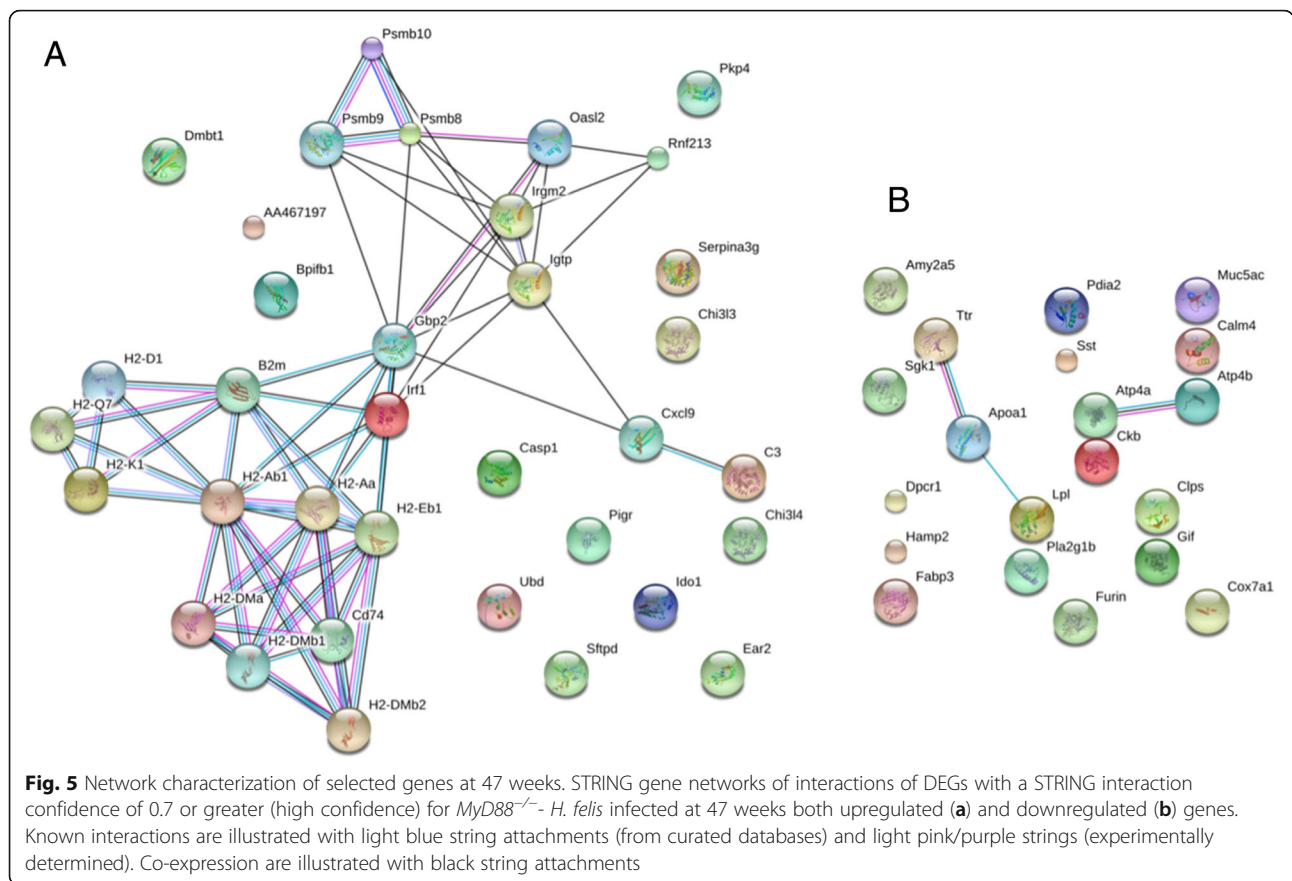 A
Psmb10
Pkp4
Psmb9
Psmb8
Oasl2
Dmbt1
Rnf213
Irgm2
AA467197
Serpina3g
Bpifb1
Igtp
Chi3l3
Gbp2
H2-D1
B2m
Irf1
H2-Q7
Cxcl9
H2-K1
Casp1
C3
H2-Ab1
H2-Aa
H2-Eb1
Pigr
Chi3l4
H2-DMa
Cd74
Ubd
Ido1
H2-DMb1
Sftpd
Ear2
H2-DMb2
B
Amy2a5
Pdia2
Muc5ac
Ttr
Sst
Calm4
Sgk1
Atp4a
Atp4b
Apoa1
Ckb
Dpcr1
Lpl
Clps
Hamp2
Pla2g1b
Gif
Fabp3
Furin
Cox7a1
Fig. 5 Network characterization of selected genes at 47 weeks. STRING gene networks of interactions of DEGs with a STRING interaction
confidence of 0.7 or greater (high confidence) for MyD88−/−- H. felis infected at 47 weeks both upregulated (a) and downregulated (b) genes.
Known interactions are illustrated with light blue string attachments (from curated databases) and light pink/purple strings (experimentally
determined). Co-expression are illustrated with black string attachments